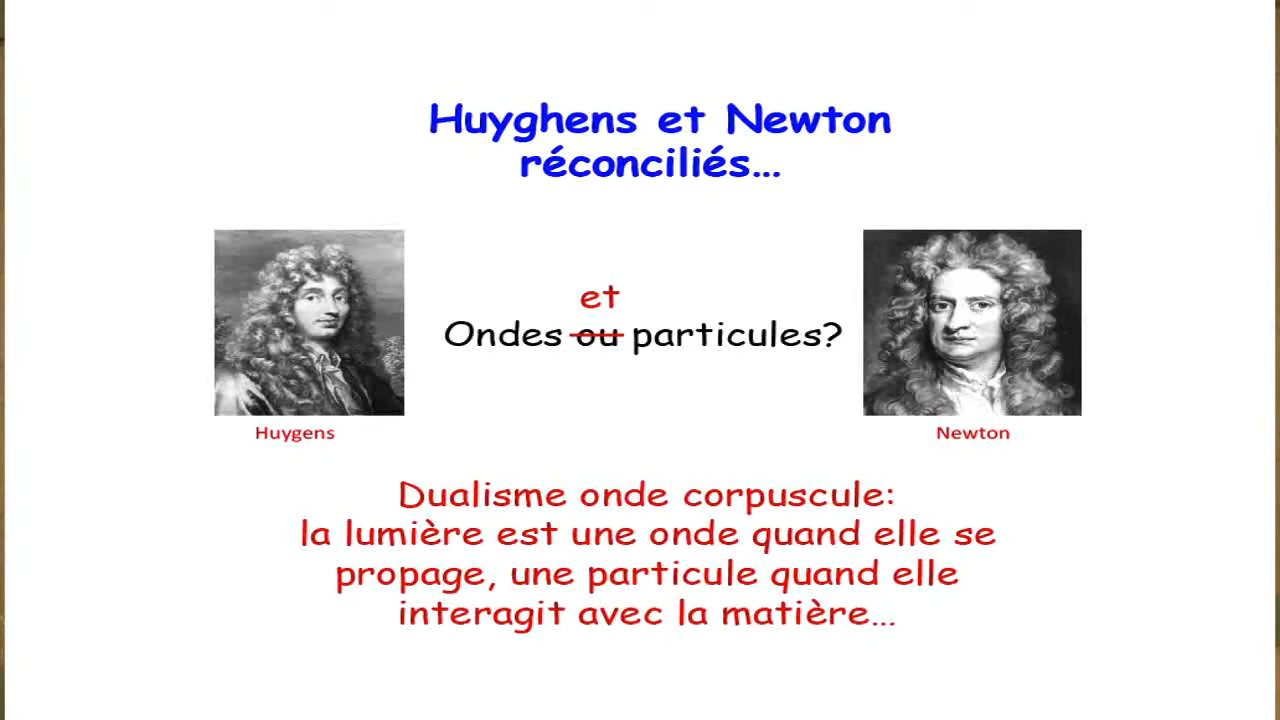 Huyghens et Newton
réconciliés...
et
Ondes ou particules?
Huygens
Newton
Dualisme onde corpuscule:
la lumière est une onde quand elle se
propage, une particule quand elle
interagit avec la matière...